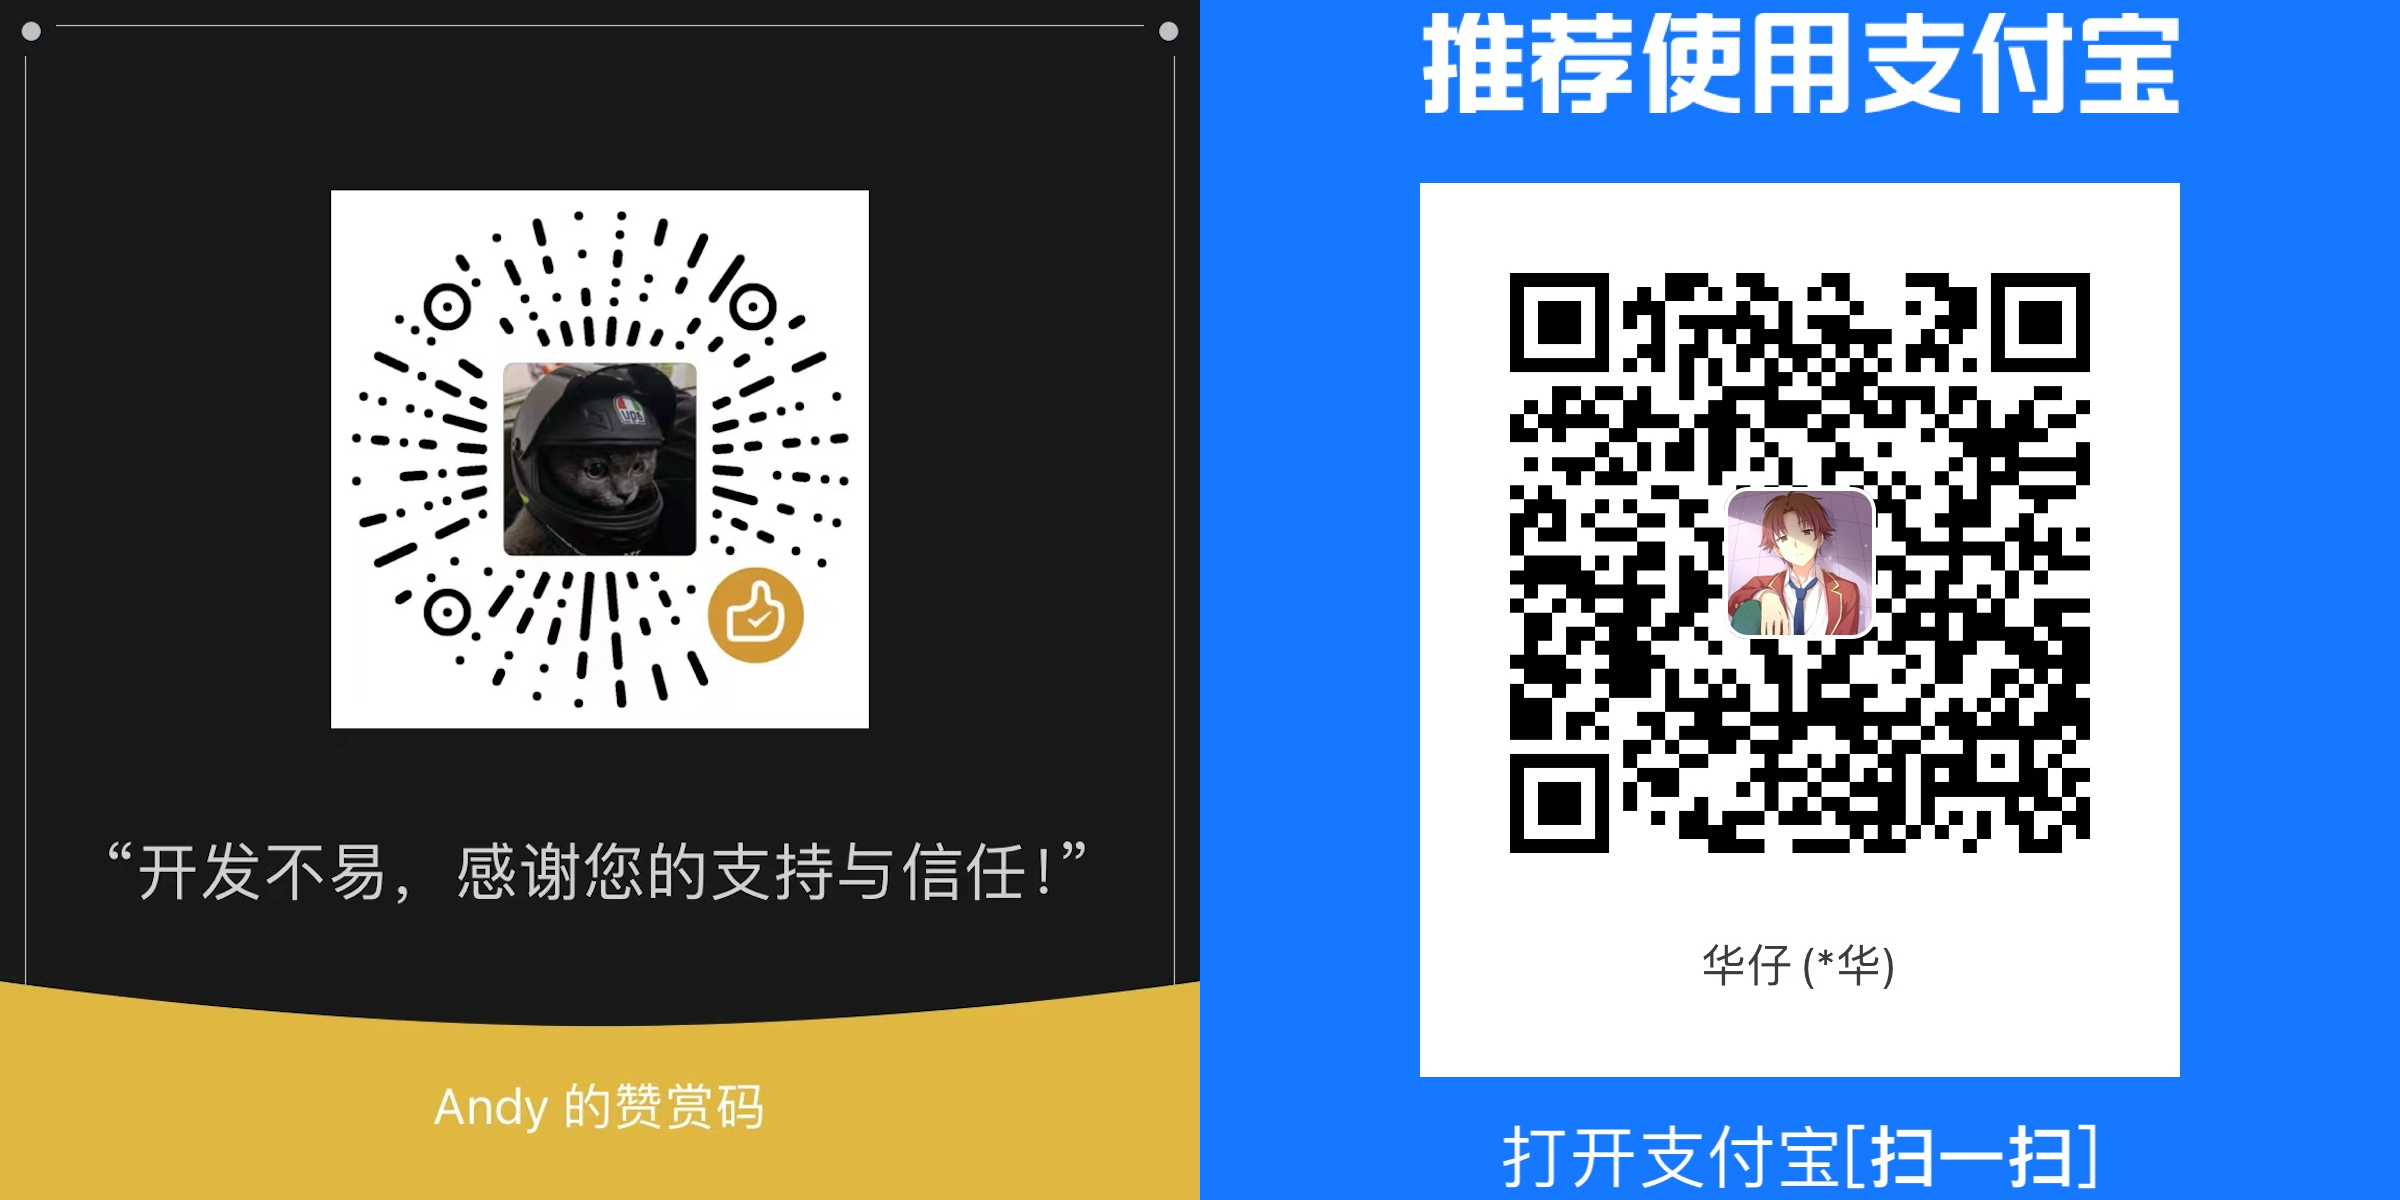 “开发不易，感谢您的支持与信任！”
Andy 的赞赏码
推荐使用支付宝
华仔 (*华)
打开支付宝[扫一扫]